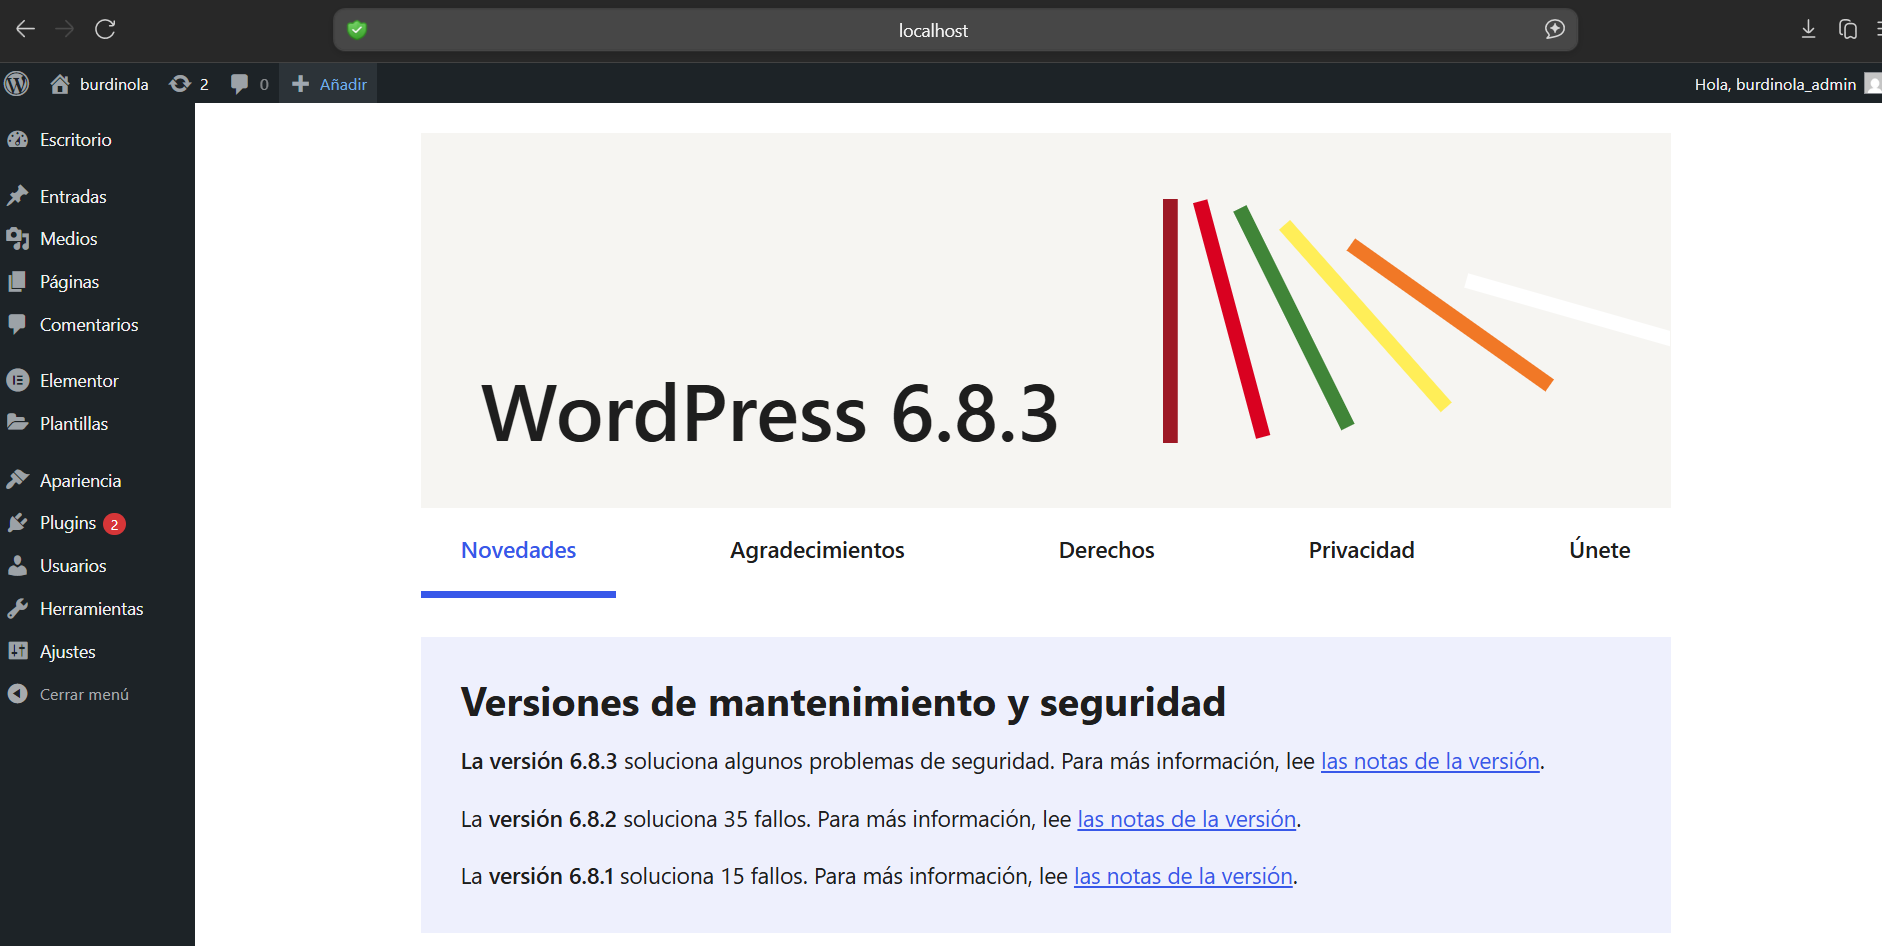 localhost
burdinola
2
0
Añadir
Hola, burdinola_admin
Escritorio
Entradas
Medios
Páginas
Comentarios
Elementor
Plantillas
Apariencia
Plugins 2
Usuarios
Herramientas
Ajustes
Cerrar menú
WordPress 6.8.3
Novedades
Agradecimientos
Derechos
Privacidad
Únete
Versiones de mantenimiento y seguridad
La versión 6.8.3 soluciona algunos problemas de seguridad. Para más información, lee las notas de la versión.
La versión 6.8.2 soluciona 35 fallos. Para más información, lee las notas de la versión.
La versión 6.8.1 soluciona 15 fallos. Para más información, lee las notas de la versión.